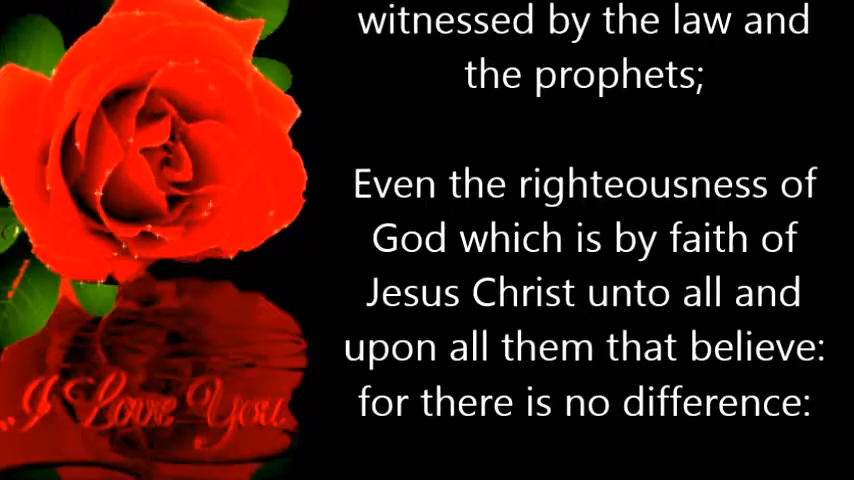 witnessed by the law and
the prophets;
Even the righteousness of
God which is by faith of
Jesus Christ unto all and
upon all them that believe:
for there is no difference:
I Love You